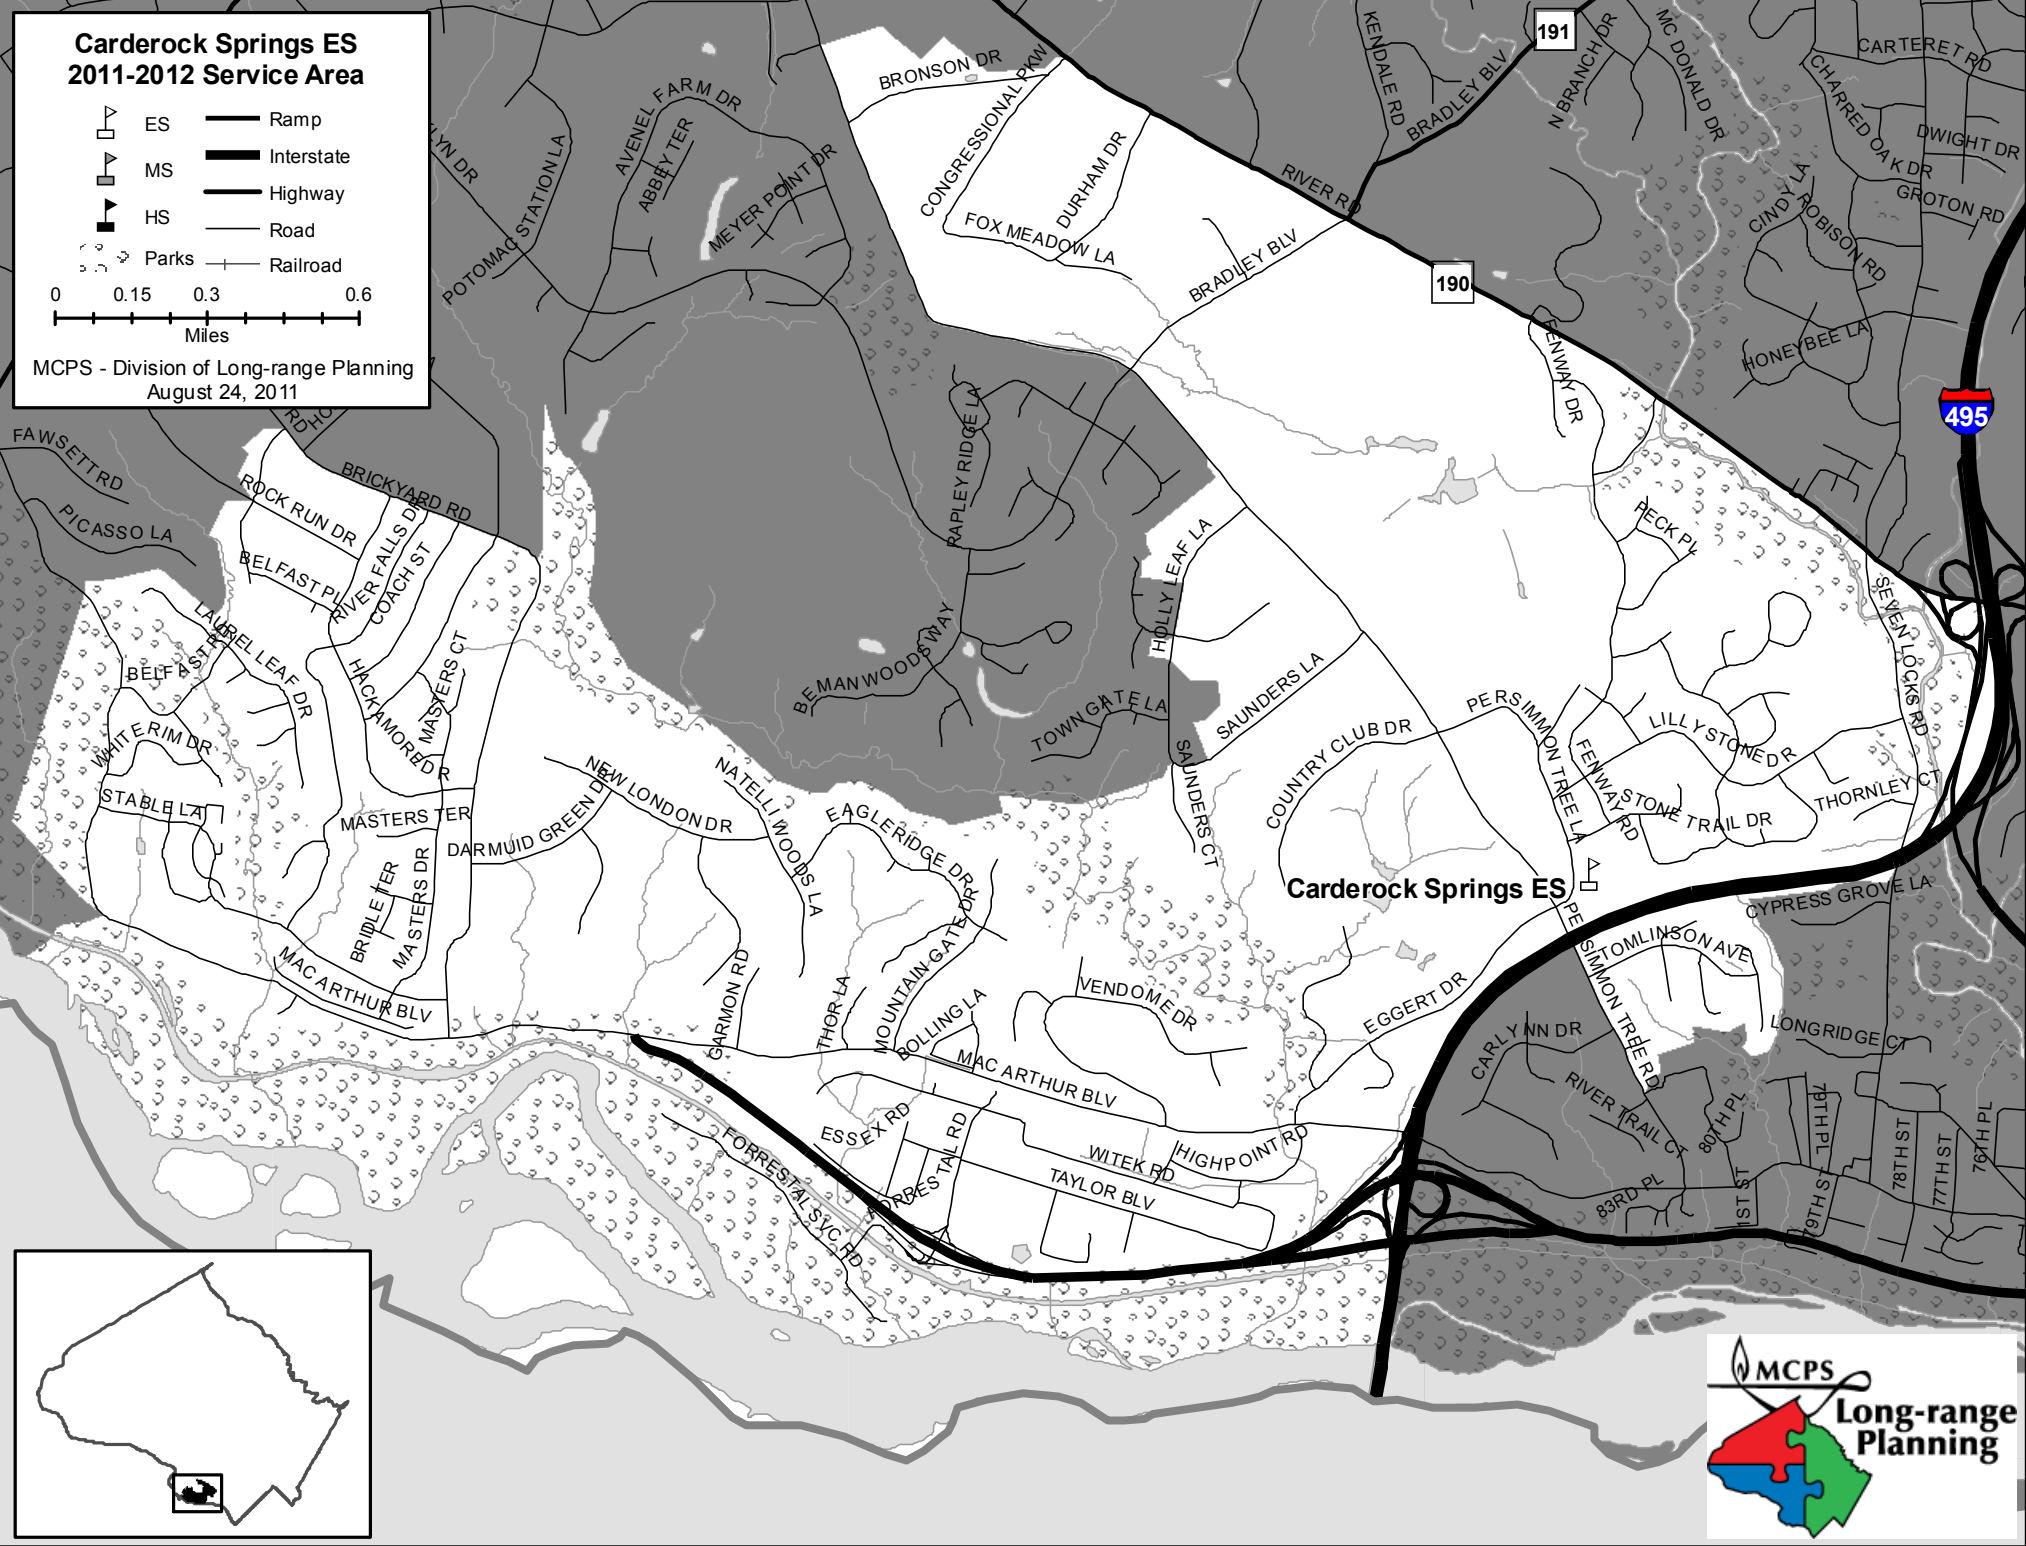 Carderock Springs ES
2011-2012 Service Area
ES
MS
HS
Parks
Ramp
Interstate
Highway
Road
Railroad
0 0.15 0.3 0.6
Miles
MCPS - Division of Long-range Planning
August 24, 2011
BRONSON DR
CONGRESSIONAL PKW
DURHAM DR
FOX MEADOW LA
BRADLEY BLV
RIVER RD
KENDALE RD
BRADLEY BLV
191
190
N BRANCH DR
MC DONALD DR
CARTERET RD
CHARRED OAK DR
DWIGHT DR
GROTON RD
CINDY LA
ROBISON RD
HONEYBEE LA
495
AVENEL FARM DR
ABBEY TER
MEYER POINT DR
POTOMAC STATION LA
LYN DR
RD
HO
FAWSETT RD
PICASSO LA
BRICKYARD RD
ROCK RUN DR
RIVER FALLS DR
COACH ST
BELFAST PL
LAUREL LEAF DR
BELFAST RD
WHITERIM DR
STABLE LA
HACKAMORE DR
MASTERS CT
MASTERS TER
DARMUID GREEN DR
NEW LONDON DR
BRIDLE TER
MASTERS DR
MAC ARTHUR BLV
NATELLI WOODS LA
EAGLERIDGE DR
MOUNTAIN GATE DR
GARMON RD
THOR LA
BOLLING LA
VENDOME DR
MAC ARTHUR BLV
RAPLEY RIDGE LA
BEMAN WOODS WAY
TOWN GATE LA
HOLLY LEAF LA
SAUNDERS LA
SAUNDERS CT
COUNTRY CLUB DR
PERSIMMON TREE LA
FENWAY DR
PECK PL
SEVEN LOCKS RD
LILLY STONE DR
FENWAY RD
STONE TRAIL DR
THORNLEY CT
Carderock Springs ES
CYPRESS GROVE LA
PERSIMMON TREE RD
TOMLINSON AVE
EGGERT DR
CARLYNN DR
LONGRIDGE CT
RIVER TRAIL CT
80TH PL
79TH PL
78TH ST
77TH ST
76TH PL
83RD PL
1ST ST
79TH ST
ESSEX RD
FORRESTAL RD
WITEK RD
HIGHPOINT RD
TAYLOR BLV
FORRESTAL SVC RD
MCPS
Long-range
Planning